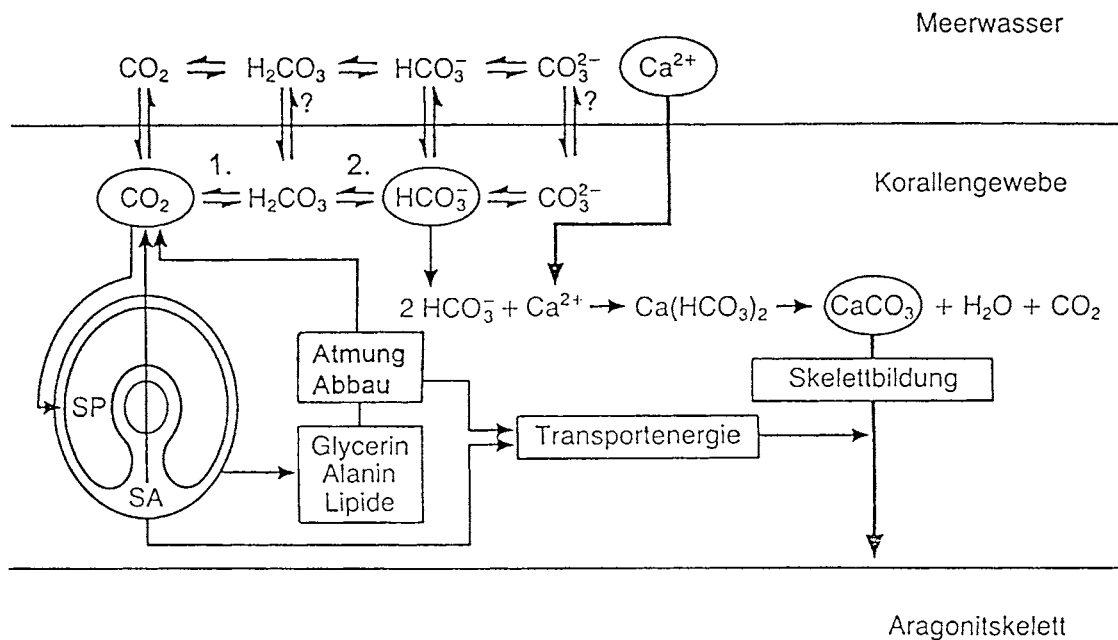 Meerwasser
CO₂ ⇌ H₂CO₃ ⇌ HCO₃⁻ ⇌ CO₃²⁻ Ca²⁺
? ?
1. 2.
CO₂ ⇌ H₂CO₃ ⇌ HCO₃⁻ ⇌ CO₃²⁻
Korallengewebe
2 HCO₃⁻ + Ca²⁺ → Ca(HCO₃)₂ → CaCO₃ + H₂O + CO₂
Atmung
Abbau
Skelettbildung
SP
Glycerin
Alanin
Lipide
Transportenergie
SA
Aragonitskelett